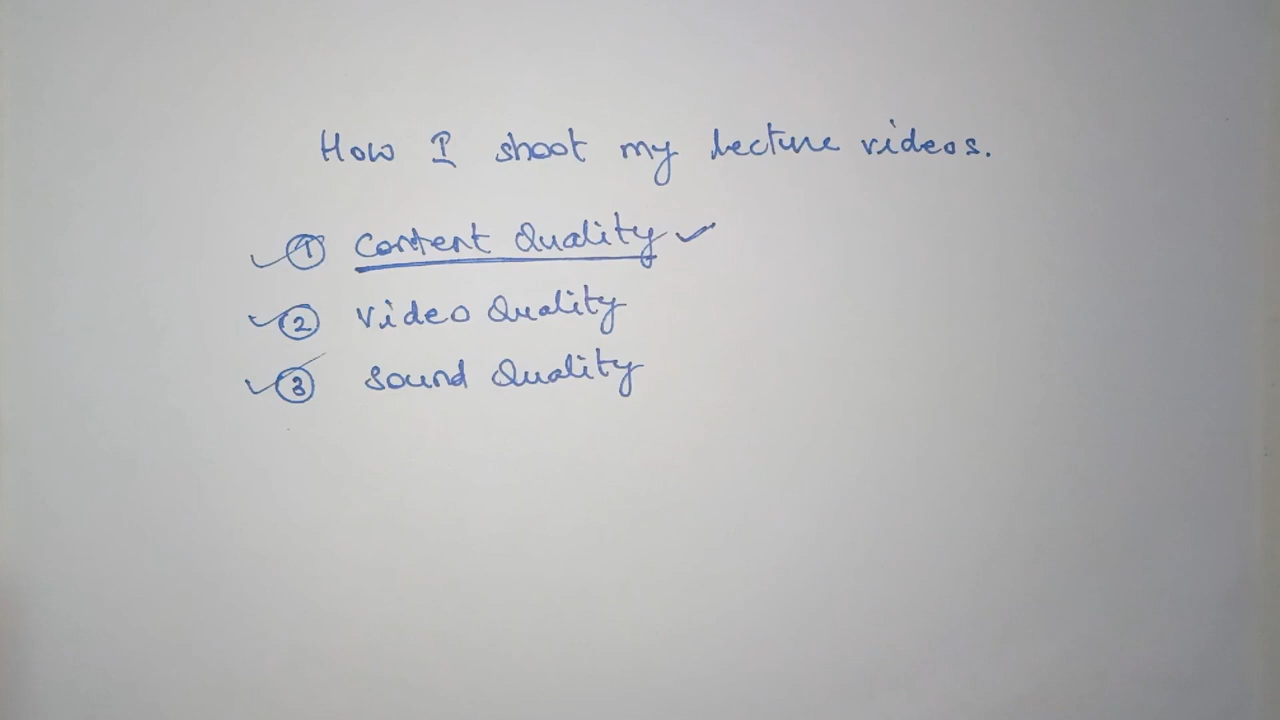 How I shoot my lecture videos.
① Content Quality ✓
② Video Quality
③ Sound Quality